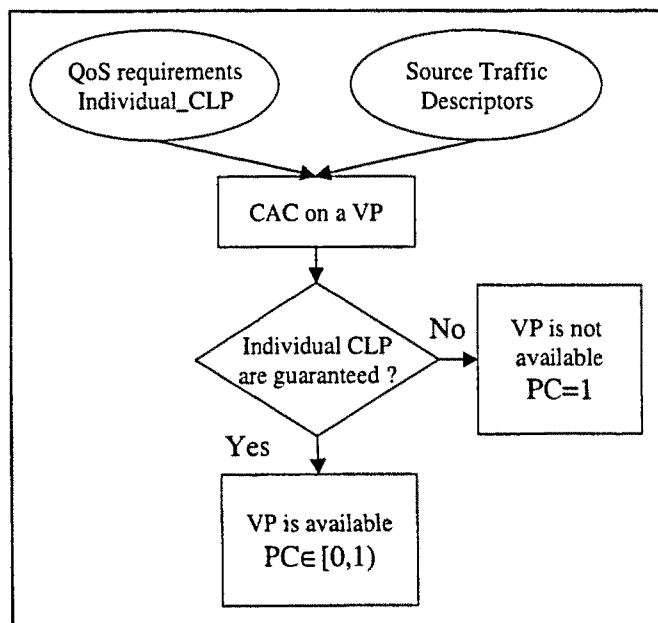 QoS requirements
Individual_CLP
Source Traffic
Descriptors
CAC on a VP
Individual CLP
are guaranteed ?
No
VP is not
available
PC=1
Yes
VP is available
PC∈[0,1)